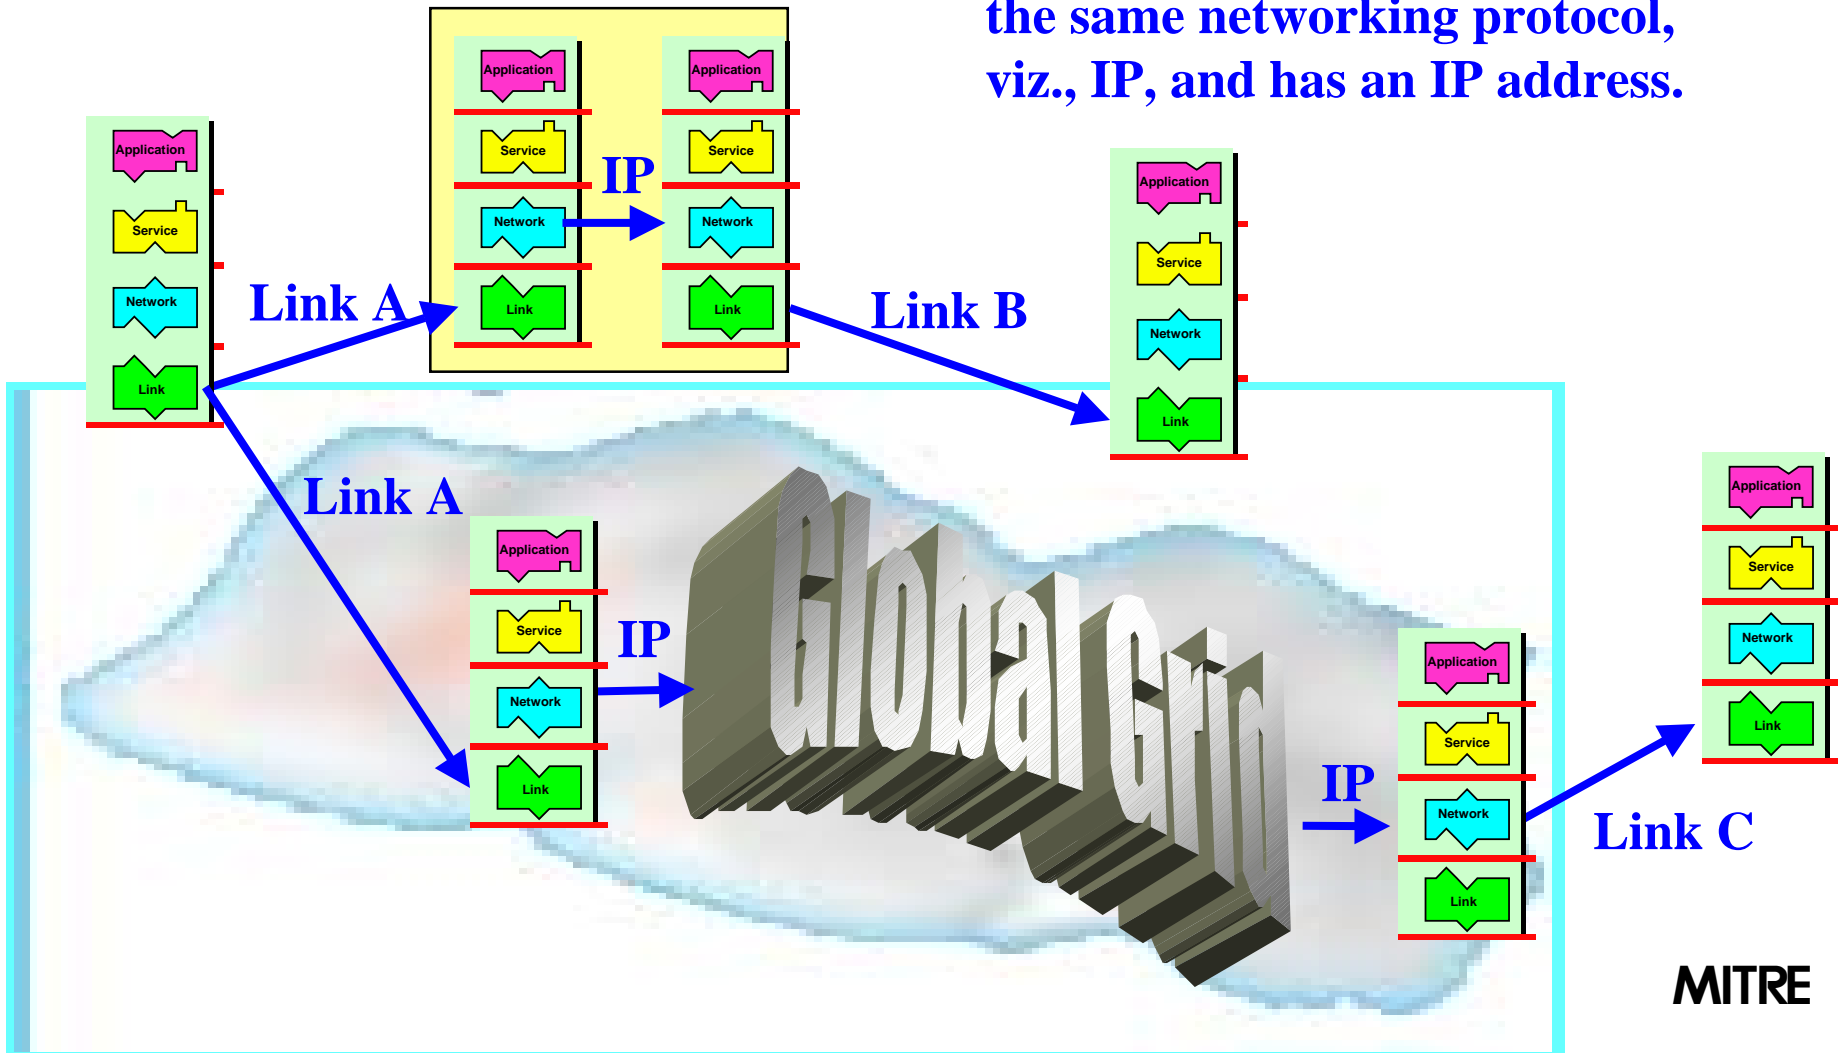 the same networking protocol,
viz., IP, and has an IP address.
Application
Service
Network
Link
Link A
Application
Service
Network
Link
IP
Application
Service
Network
Link
Link B
Application
Service
Network
Link
Link A
Application
Service
Network
Link
IP
Global Grid
IP
Application
Service
Network
Link
Link C
Application
Service
Network
Link
MITRE